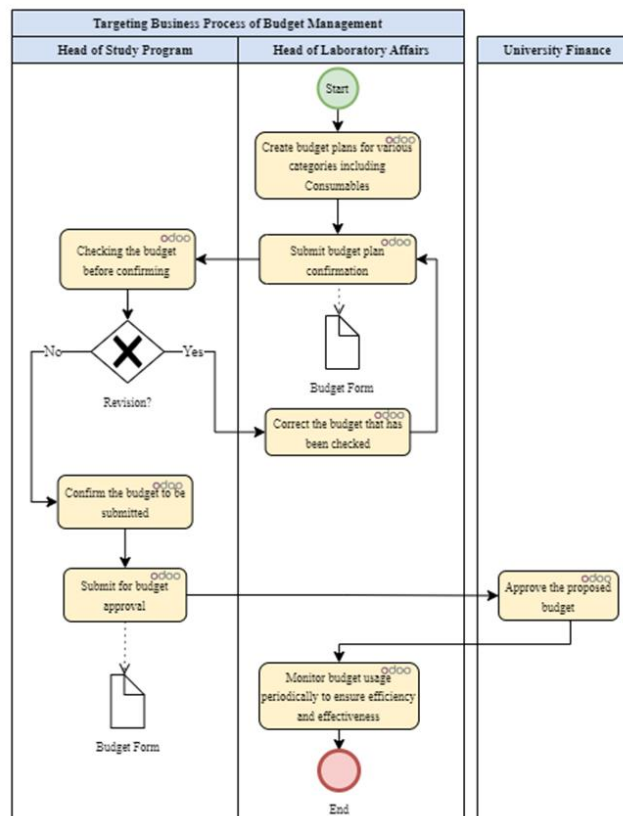 Targeting Business Process of Budget Management
Head of Study Program
Head of Laboratory Affairs
University Finance
Start
odoo
Create budget plans for various
categories including
Consumables
odoo
Checking the budget
before confirming
odoo
Submit budget plan
confirmation
No
Yes
Revision?
Budget Form
odoo
Correct the budget that has
been checked
odoo
Confirm the budget to be
submitted
odoo
Submit for budget
approval
odoo
Approve the proposed
budget
odoo
Monitor budget usage
periodically to ensure efficiency
and effectiveness
Budget Form
End